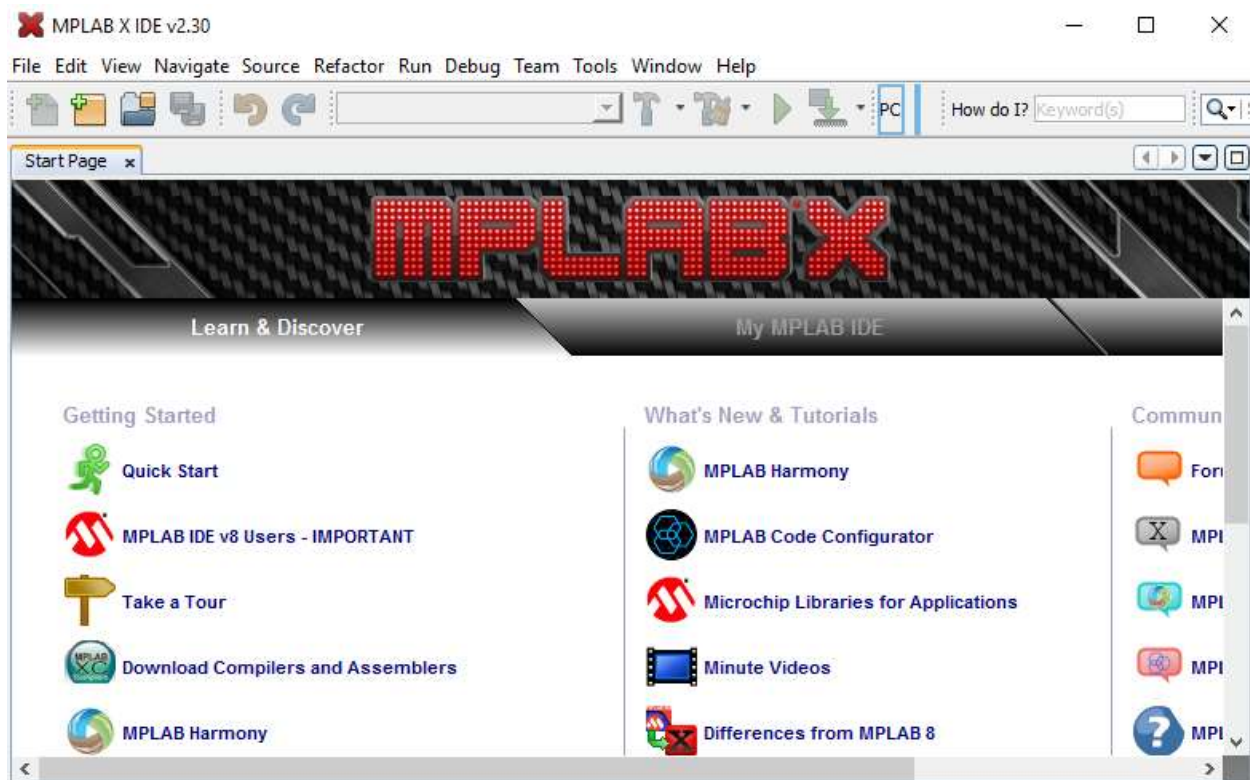 MPLAB X IDE v2.30
File Edit View Navigate Source Refactor Run Debug Team Tools Window Help
PC How do I? Keyword(s)
Start Page
MPLAB X
Learn & Discover My MPLAB IDE
Getting Started
Quick Start
MPLAB IDE v8 Users - IMPORTANT
Take a Tour
Download Compilers and Assemblers
MPLAB Harmony
What's New & Tutorials
MPLAB Harmony
MPLAB Code Configurator
Microchip Libraries for Applications
Minute Videos
Differences from MPLAB 8
Commun